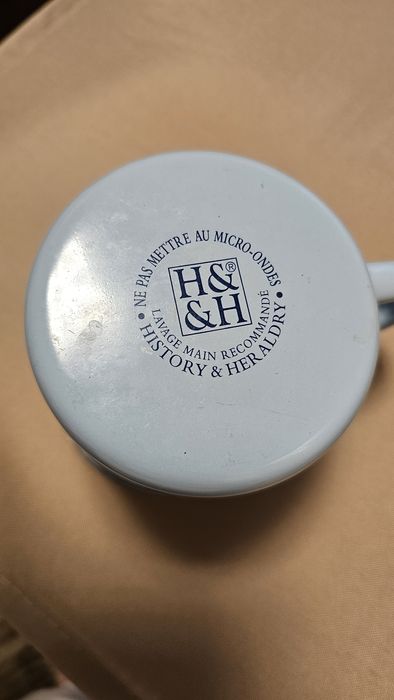 • NE PAS METTRE AU MICRO-ONDES •
H&®
&H
LAVAGE MAIN RECOMMANDÉ
HISTORY & HERALDRY